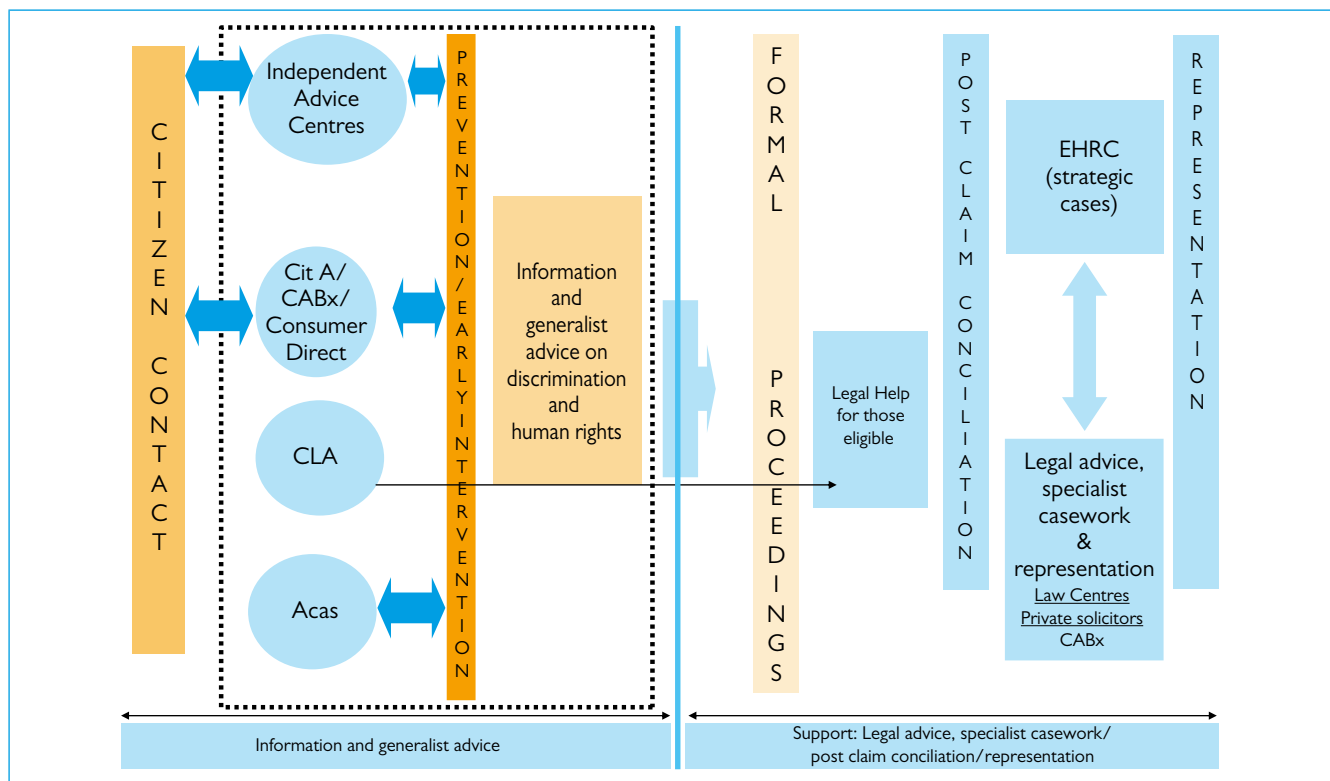 CITIZEN CONTACT
Independent
Advice
Centres
Cit A/
CABx/
Consumer
Direct
CLA
Acas
PREVENTION/EARLYINTERVENTION
Information
and
generalist
advice on
discrimination
and
human rights
FORMAL PROCEEDINGS
Legal Help
for those
eligible
POST CLAIM CONCILIATION
EHRC
(strategic
cases)
Legal advice,
specialist
casework
&
representation
Law Centres
Private solicitors
CABx
REPRESENTATION
Information and generalist advice
Support: Legal advice, specialist casework/
post claim conciliation/representation